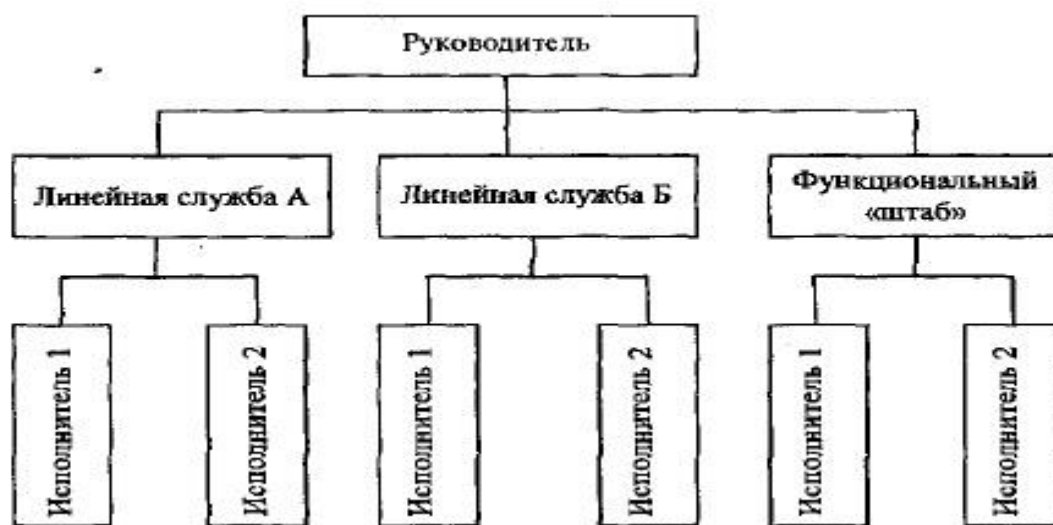 Руководитель
Линейная служба А
Линейная служба Б
Функциональный
«штаб»
Исполнитель 1
Исполнитель 2
Исполнитель 1
Исполнитель 2
Исполнитель 1
Исполнитель 2